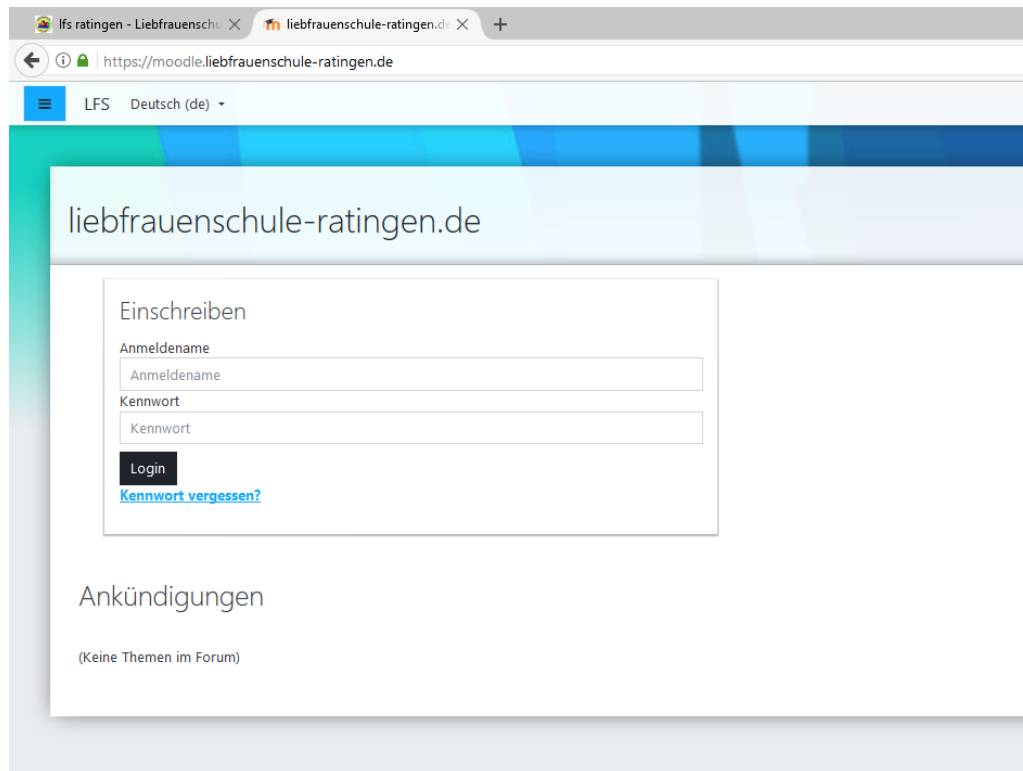 lfs ratingen - Liebfrauenschu
liebfrauenschule-ratingen.de
https://moodle.liebfrauenschule-ratingen.de
LFS Deutsch (de)
liebfrauenschule-ratingen.de
Einschreiben
Anmeldename
Anmeldename
Kennwort
Kennwort
Login
Kennwort vergessen?
Ankündigungen
(Keine Themen im Forum)